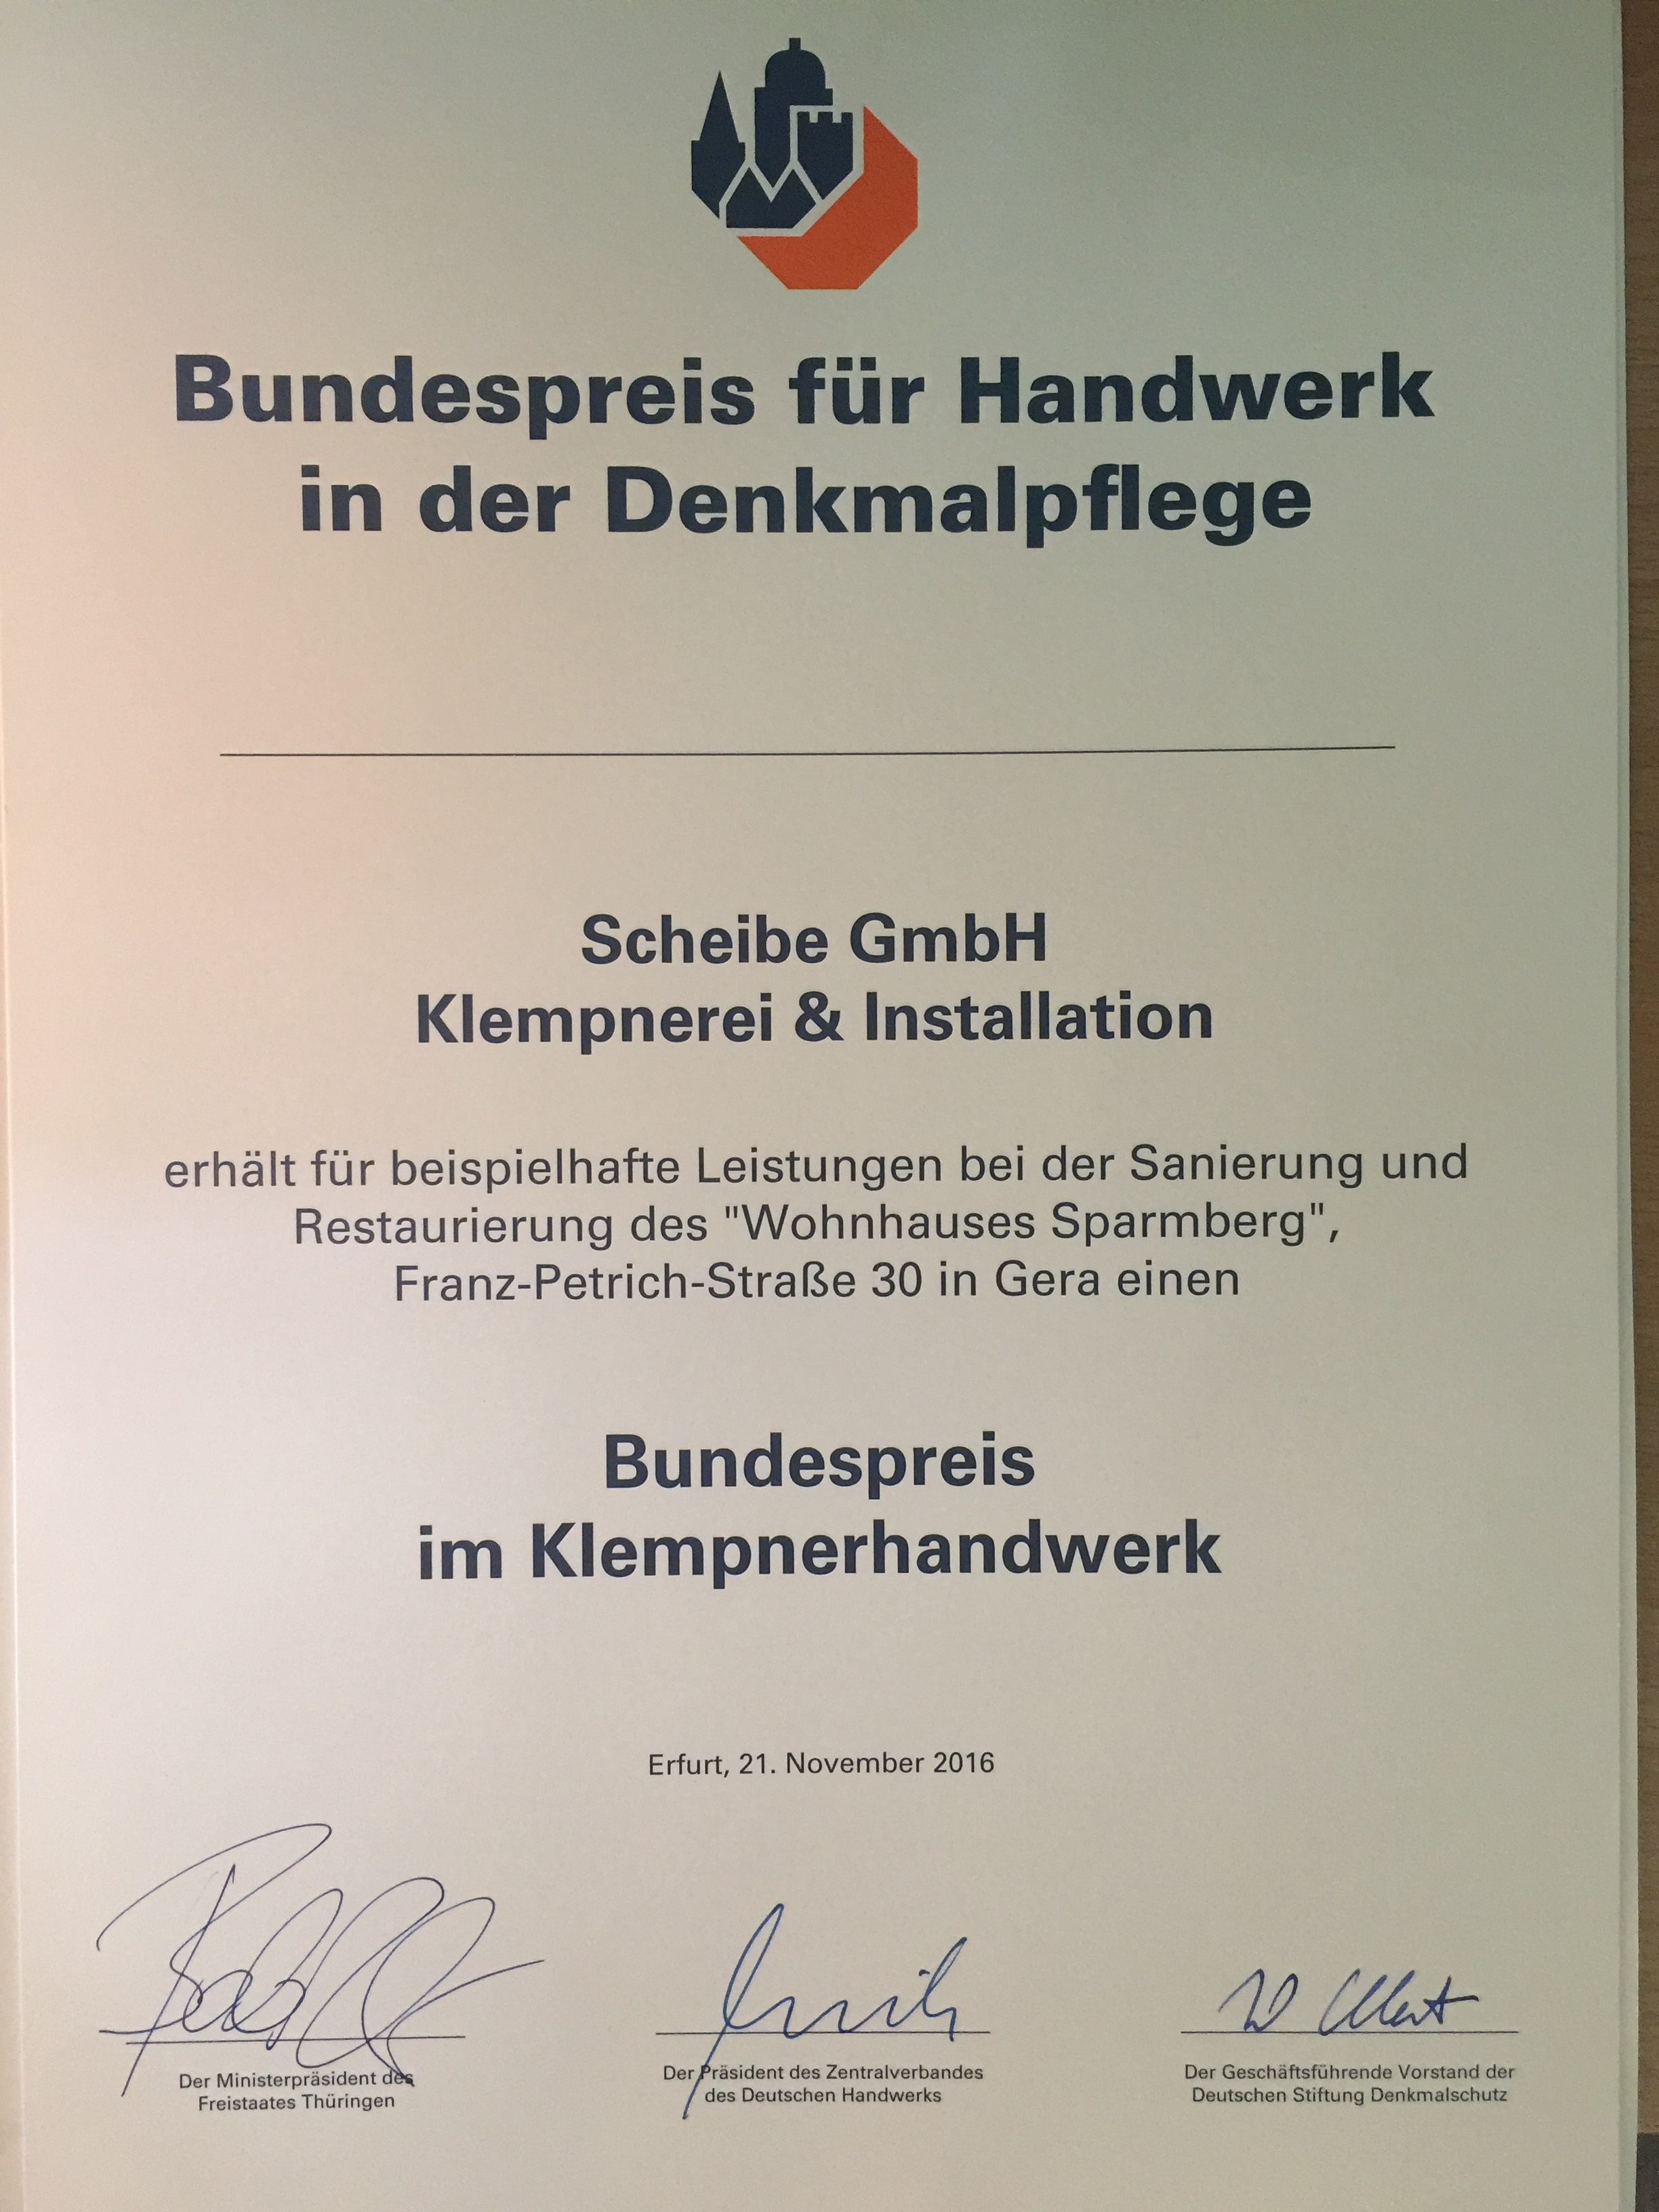 Bundespreis für Handwerk
in der Denkmalpflege
Scheibe GmbH
Klempnerei & Installation
erhält für beispielhafte Leistungen bei der Sanierung und
Restaurierung des "Wohnhauses Sparmberg",
Franz-Petrich-Straße 30 in Gera einen
Bundespreis
im Klempnerhandwerk
Erfurt, 21. November 2016
Der Ministerpräsident des
Freistaates Thüringen
Der Präsident des Zentralverbandes
des Deutschen Handwerks
Der Geschäftsführende Vorstand der
Deutschen Stiftung Denkmalschutz